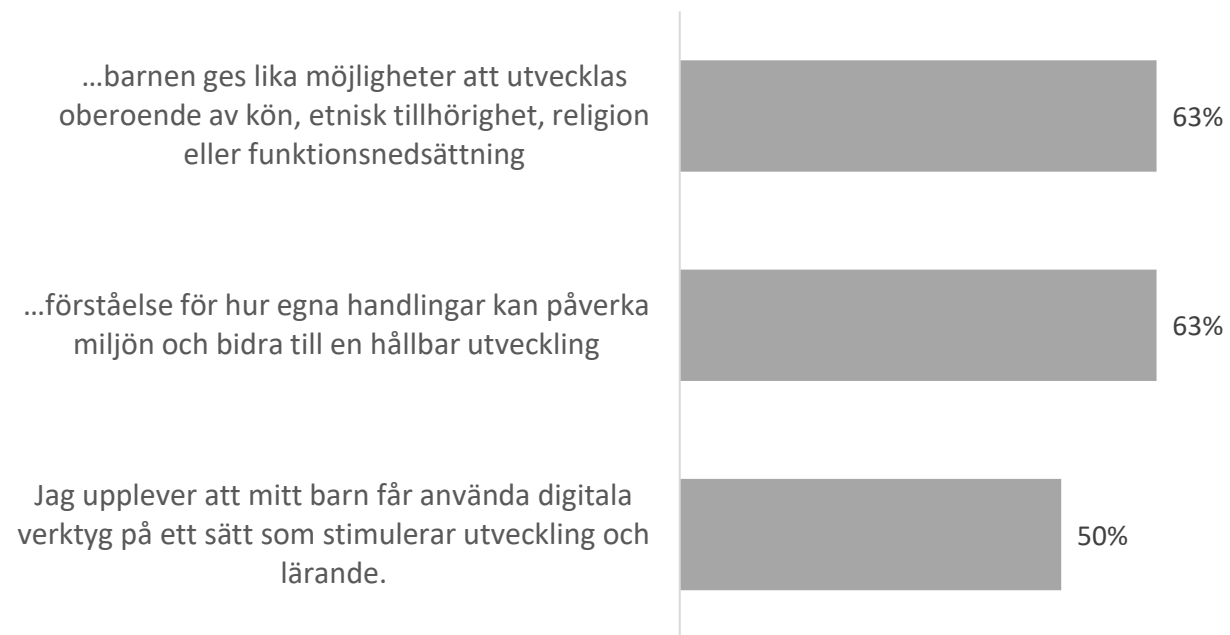 ...barnen ges lika möjligheter att utvecklas
oberoende av kön, etnisk tillhörighet, religion
eller funktionsnedsättning
63%
...förståelse för hur egna handlingar kan påverka
miljön och bidra till en hållbar utveckling
63%
Jag upplever att mitt barn får använda digitala
verktyg på ett sätt som stimulerar utveckling och
lärande.
50%